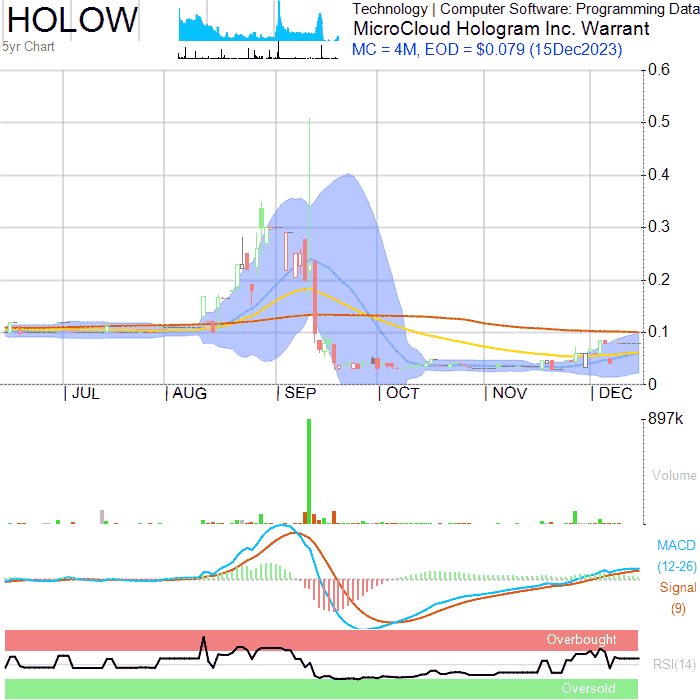 HOLOW
5yr Chart
Technology | Computer Software: Programming Data
MicroCloud Hologram Inc. Warrant
MC = 4M, EOD = $0.079 (15Dec2023)
0.6
0.5
0.4
0.3
0.2
0.1
0
| JUL | AUG | SEP | OCT | NOV | DEC
897k
Volume
MACD
(12-26)
Signal
(9)
Overbought
RSI(14)
Oversold